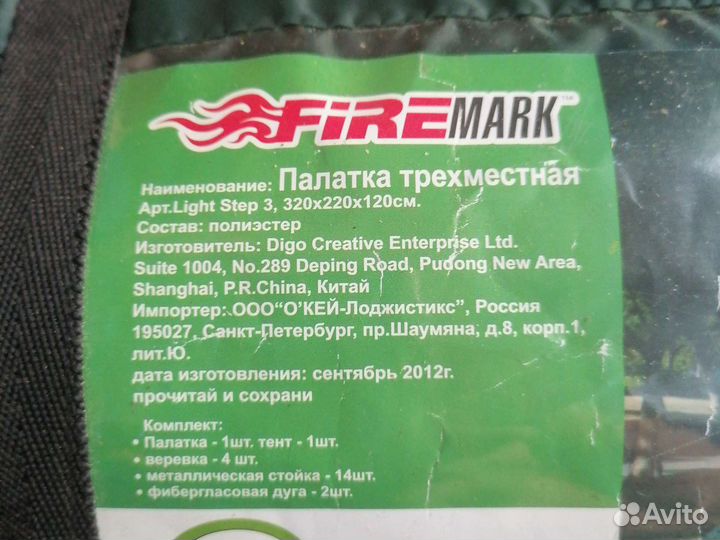 FIREMARK™
Наименование: Палатка трехместная
Арт.Light Step 3, 320х220х120см.
Состав: полиэстер
Изготовитель: Digo Creative Enterprise Ltd.
Suite 1004, No.289 Deping Road, Pudong New Area,
Shanghai, P.R.China, Китай
Импортер: ООО"О'КЕЙ-Лоджистикс", Россия
195027, Санкт-Петербург, пр.Шаумяна, д.8, корп.1,
лит.Ю.
дата изготовления: сентябрь 2012г.
прочитай и сохрани
Комплект:
• Палатка - 1шт. тент - 1шт.
• веревка - 4 шт.
• металлическая стойка - 14шт.
• фибергласовая дуга - 2шт.
Avito